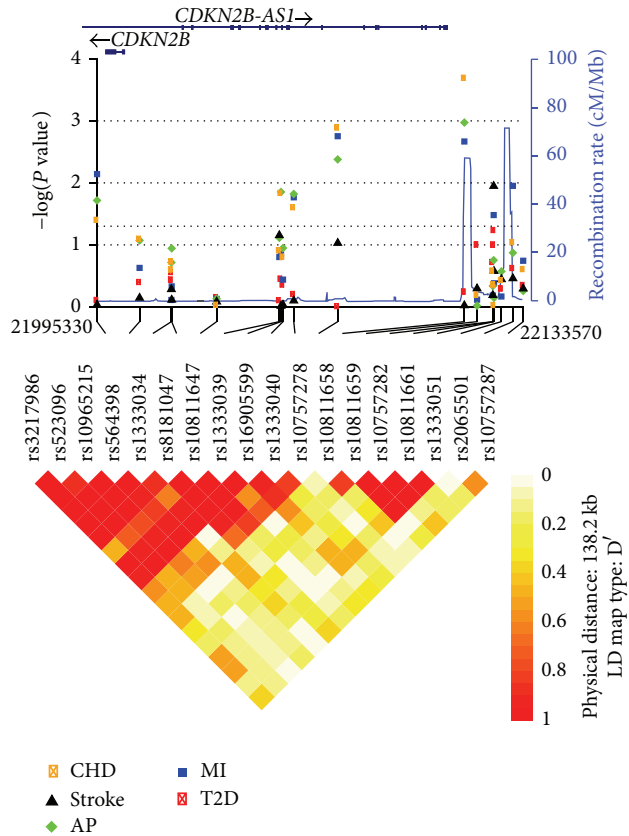 CDKN2B-AS1→
←CDKN2B
−log(P value)
4
3
2
1
0
Recombination rate (cM/Mb)
100
80
60
40
20
0
21995330
22133570
rs3217986
rs523096
rs10965215
rs564398
rs1333034
rs8181047
rs10811647
rs1333039
rs16905599
rs1333040
rs10757278
rs10811658
rs10811659
rs10757282
rs10811661
rs1333051
rs2065501
rs10757287
0
0.2
0.4
0.6
0.8
1
Physical distance: 138.2 kb
LD map type: D′
CHD
MI
Stroke
T2D
AP